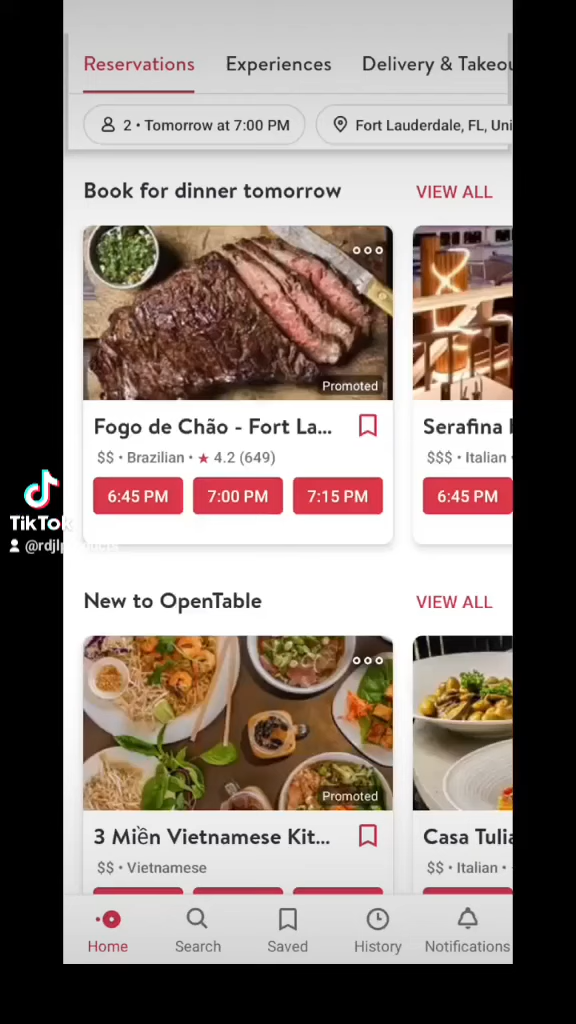 Reservations
Experiences
Delivery & Takeou
2 • Tomorrow at 7:00 PM
Fort Lauderdale, FL, Uni
Book for dinner tomorrow
VIEW ALL
Promoted
Fogo de Chão - Fort La...
$$ • Brazilian • ★ 4.2 (649)
6:45 PM
7:00 PM
7:15 PM
Serafina
$$$ • Italian
6:45 PM
TikTok
New to OpenTable
VIEW ALL
Promoted
3 Miền Vietnamese Kit...
$$ • Vietnamese
Casa Tulia
$$ • Italian •
Home
Search
Saved
History
Notifications